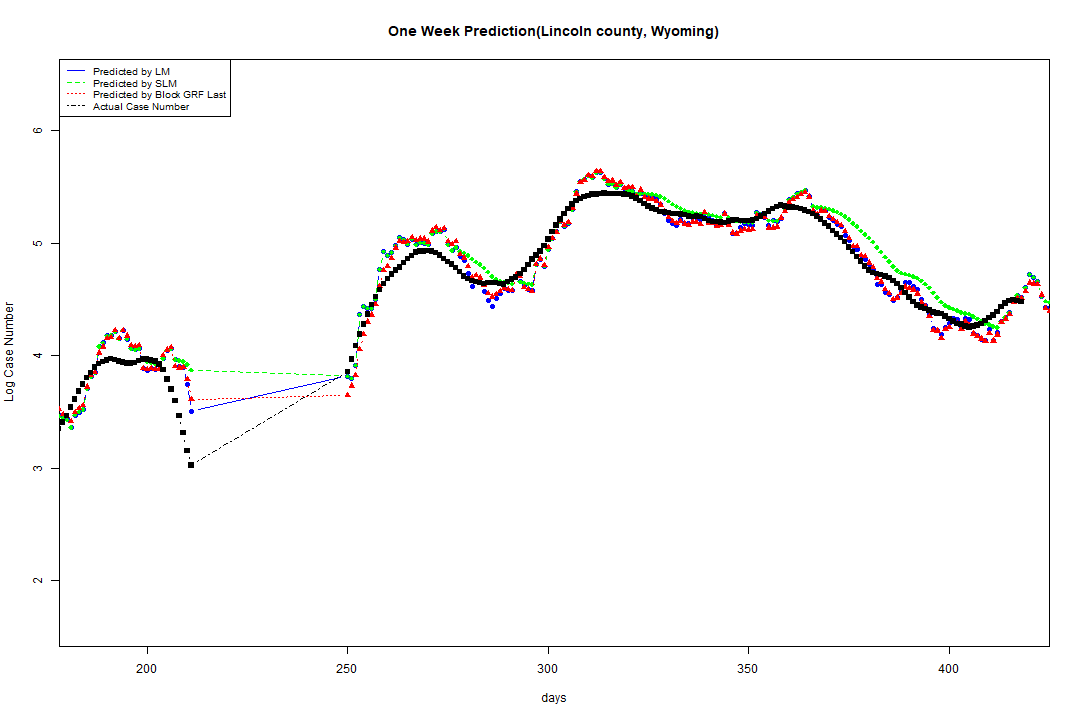 One Week Prediction(Lincoln county, Wyoming)
Predicted by LM
Predicted by SLM
Predicted by Block GRF Last
Actual Case Number
6
5
4
3
2
Log Case Number
200 250 300 350 400
days